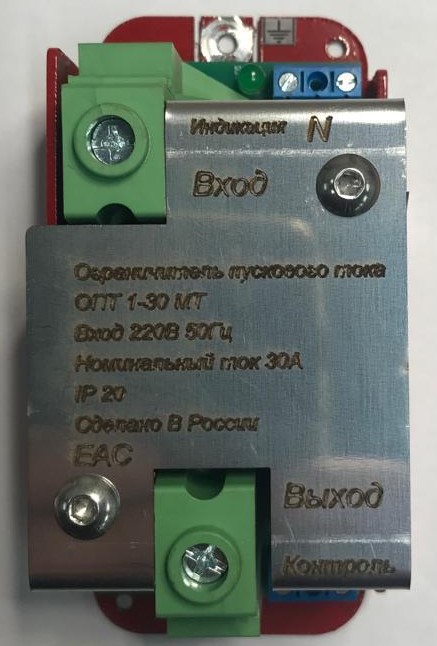 Индикация N
Вход
Ограничитель пускового тока
ОПТ 1-30 МТ
Вход 220В 50Гц
Номинальный ток 30А
IP 20
Сделано В России
EAC
Выход
Контроль